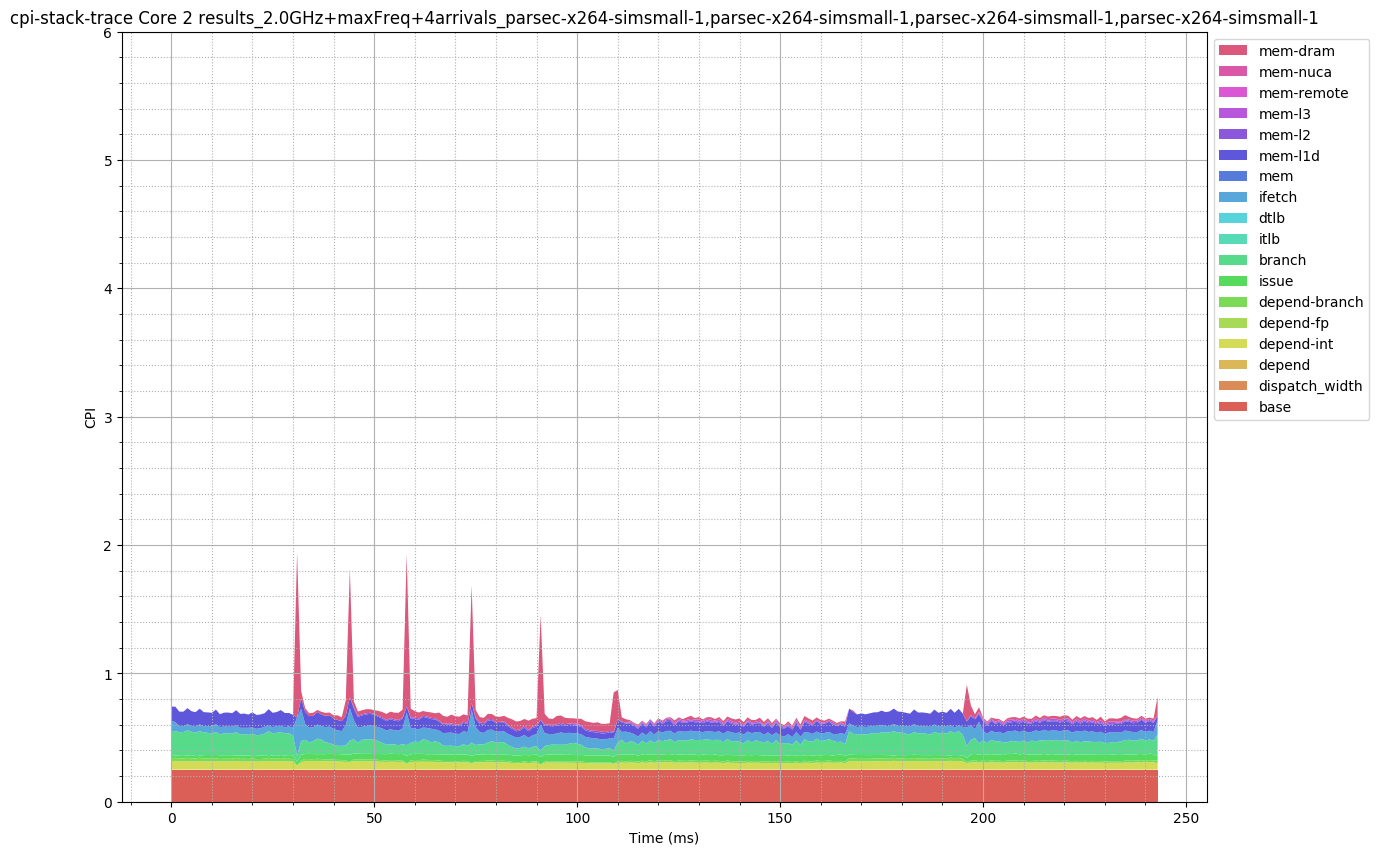 cpi-stack-trace Core 2 results_2.0GHz+maxFreq+4arrivals_parsec-x264-simsmall-1,parsec-x264-simsmall-1,parsec-x264-simsmall-1,parsec-x264-simsmall-1
6
5
4
3
2
1
0
CPI
0
50
100
150
200
250
Time (ms)
mem-dram
mem-nuca
mem-remote
mem-l3
mem-l2
mem-l1d
mem
ifetch
dtlb
itlb
branch
issue
depend-branch
depend-fp
depend-int
depend
dispatch_width
base